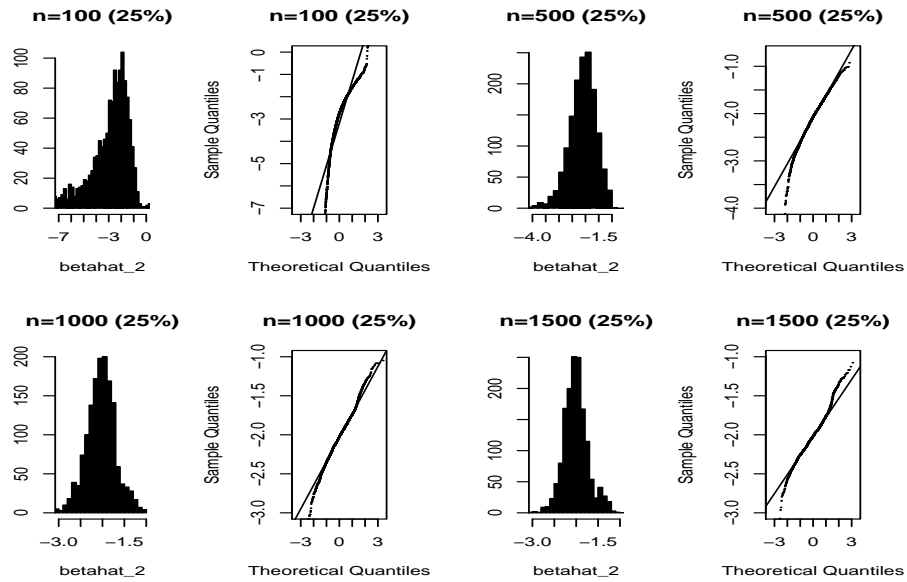 n=100 (25%)
n=100 (25%)
n=500 (25%)
n=500 (25%)
0 20 40 60 80 100
−7 −3 0
betahat_2
Sample Quantiles
−7 −5 −4 −3 −1 0
−3 0 3
Theoretical Quantiles
0 50 150 250
−4.0 −1.5
betahat_2
Sample Quantiles
−4.0 −3.0 −2.0 −1.0
−3 0 3
Theoretical Quantiles
n=1000 (25%)
n=1000 (25%)
n=1500 (25%)
n=1500 (25%)
0 50 100 150 200
−3.0 −1.5
betahat_2
Sample Quantiles
−3.0 −2.5 −2.0 −1.5 −1.0
−3 0 3
Theoretical Quantiles
0 50 150 250
−3.0 −1.5
betahat_2
Sample Quantiles
−3.0 −2.5 −2.0 −1.5 −1.0
−3 0 3
Theoretical Quantiles